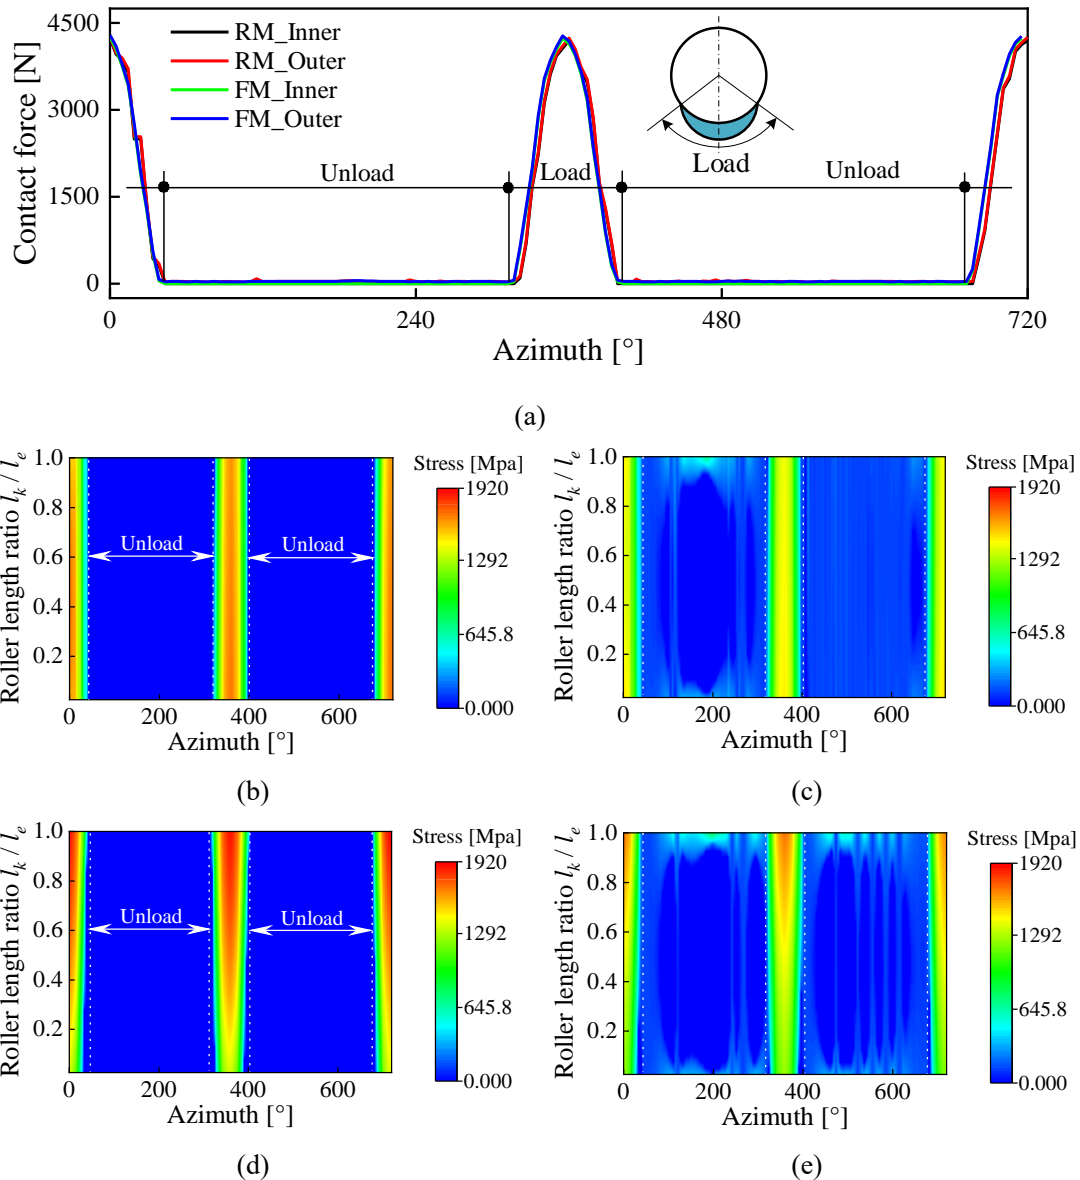 4500
3000
1500
0
Contact force [N]
RM_Inner
RM_Outer
FM_Inner
FM_Outer
Unload
Load
Load
Unload
0
240
480
720
Azimuth [°]
(a)
Roller length ratio l_k / l_e
1.0
0.8
0.6
0.4
0.2
Unload
Unload
0
200
400
600
Azimuth [°]
Stress [Mpa]
1920
1292
645.8
0.000
(b)
Roller length ratio l_k / l_e
1.0
0.8
0.6
0.4
0.2
0
200
400
600
Azimuth [°]
Stress [Mpa]
1920
1292
645.8
0.000
(c)
Roller length ratio l_k / l_e
1.0
0.8
0.6
0.4
0.2
Unload
Unload
0
200
400
600
Azimuth [°]
Stress [Mpa]
1920
1292
645.8
0.000
(d)
Roller length ratio l_k / l_e
1.0
0.8
0.6
0.4
0.2
0
200
400
600
Azimuth [°]
Stress [Mpa]
1920
1292
645.8
0.000
(e)